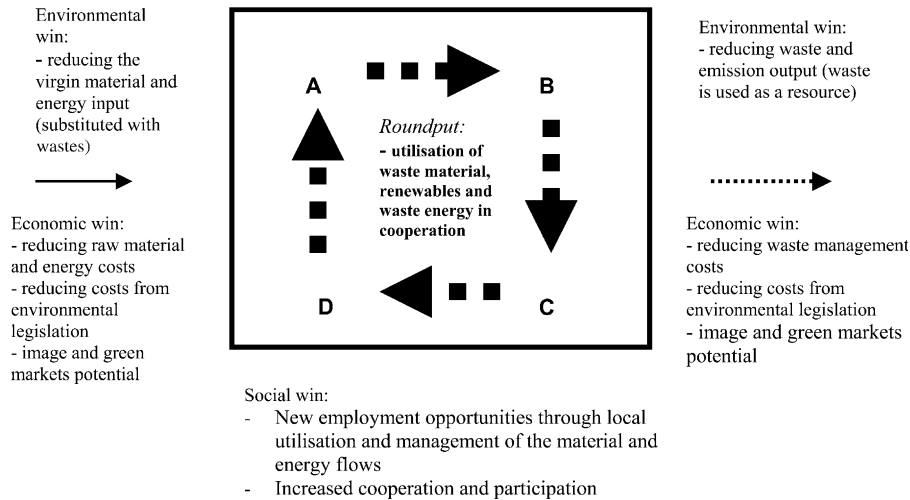 Environmental
win:
- reducing the
virgin material and
energy input
(substituted with
wastes)
Economic win:
- reducing raw material
and energy costs
- reducing costs from
environmental
legislation
- image and green
markets potential
A
B
Roundput:
- utilisation of
waste material,
renewables and
waste energy in
cooperation
D
C
Environmental win:
- reducing waste and
emission output (waste
is used as a resource)
Economic win:
- reducing waste management
costs
- reducing costs from
environmental legislation
- image and green markets
potential
Social win:
- New employment opportunities through local
utilisation and management of the material and
energy flows
- Increased cooperation and participation